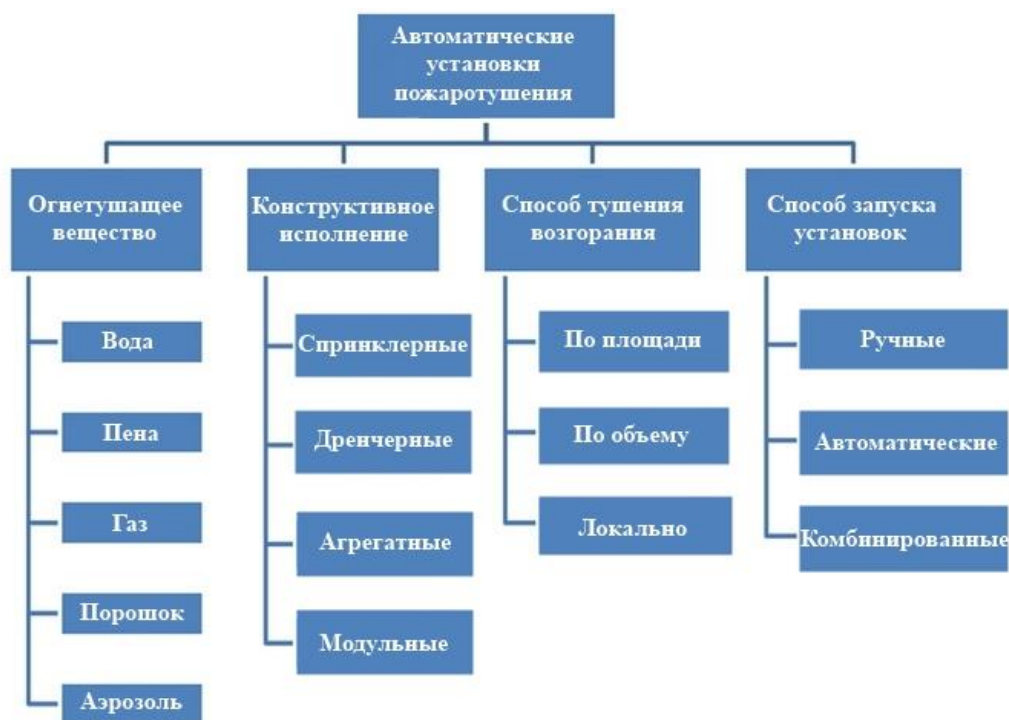 Автоматические
установки
пожаротушения
Огнетушащее
вещество
Вода
Пена
Газ
Порошок
Аэрозоль
Конструктивное
исполнение
Спринклерные
Дренчерные
Агрегатные
Модульные
Способ тушения
возгорания
По площади
По объему
Локально
Способ запуска
установок
Ручные
Автоматические
Комбиннированные